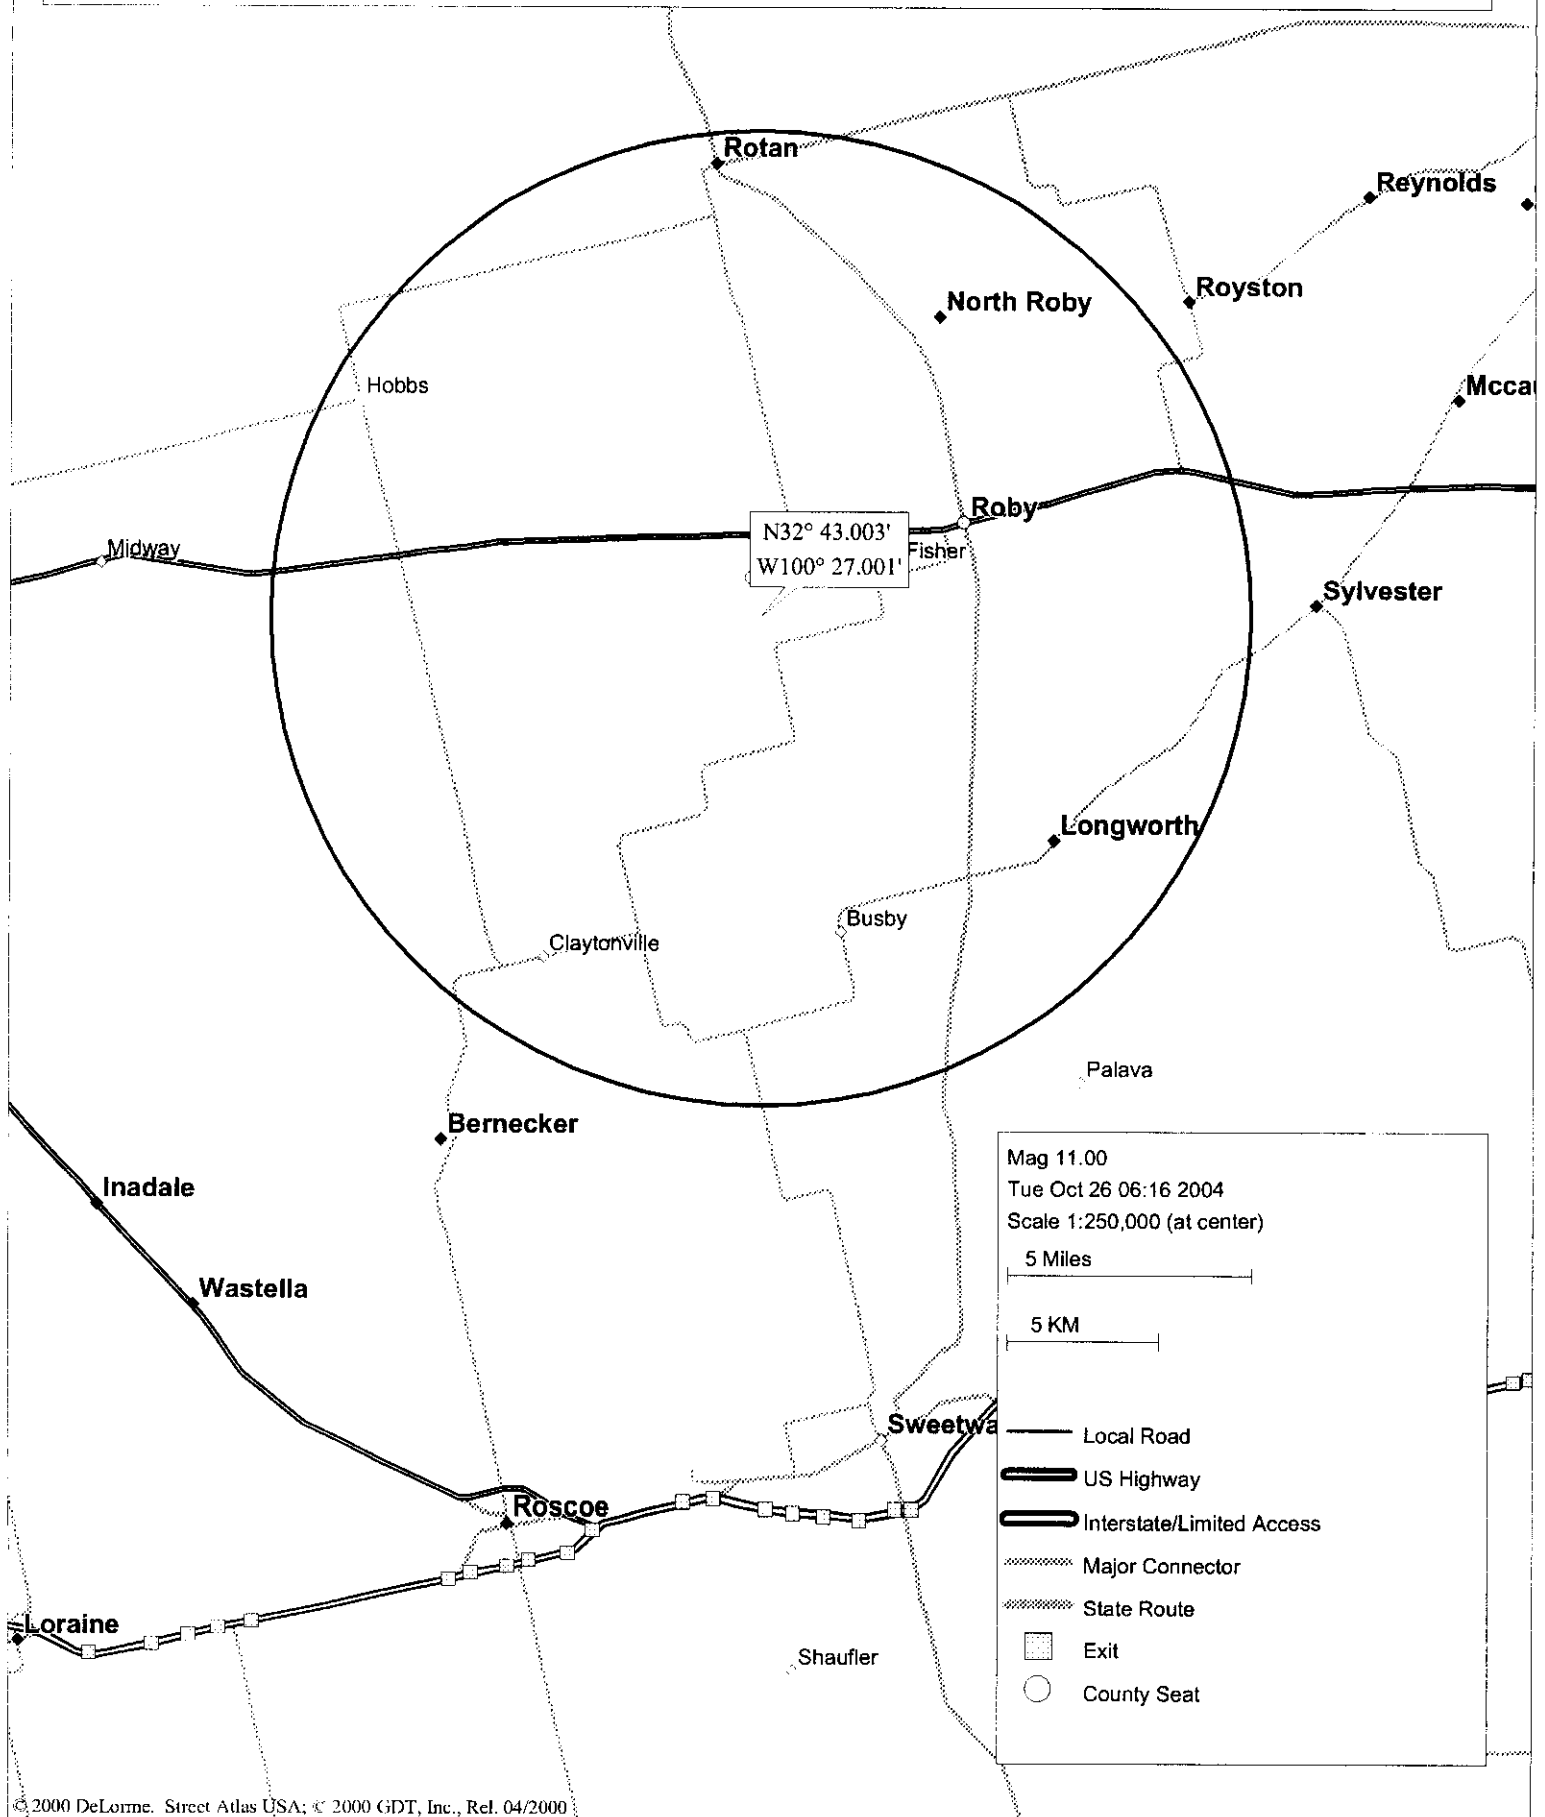 Rotan
Reynolds
Royston
North Roby
Hobbs
Mccau
Roby
N32° 43.003'
W100° 27.001'
Fisher
Midway
Sylvester
Longworth
Busby
Claytonville
Palava
Bernecker
Inadale
Wastella
Sweetwa
Roscoe
Loraine
Shaufler
Mag 11.00
Tue Oct 26 06:16 2004
Scale 1:250,000 (at center)
5 Miles
5 KM
Local Road
US Highway
Interstate/Limited Access
Major Connector
State Route
Exit
County Seat
© 2000 DeLorme. Street Atlas USA; © 2000 GDT, Inc., Rel. 04/2000